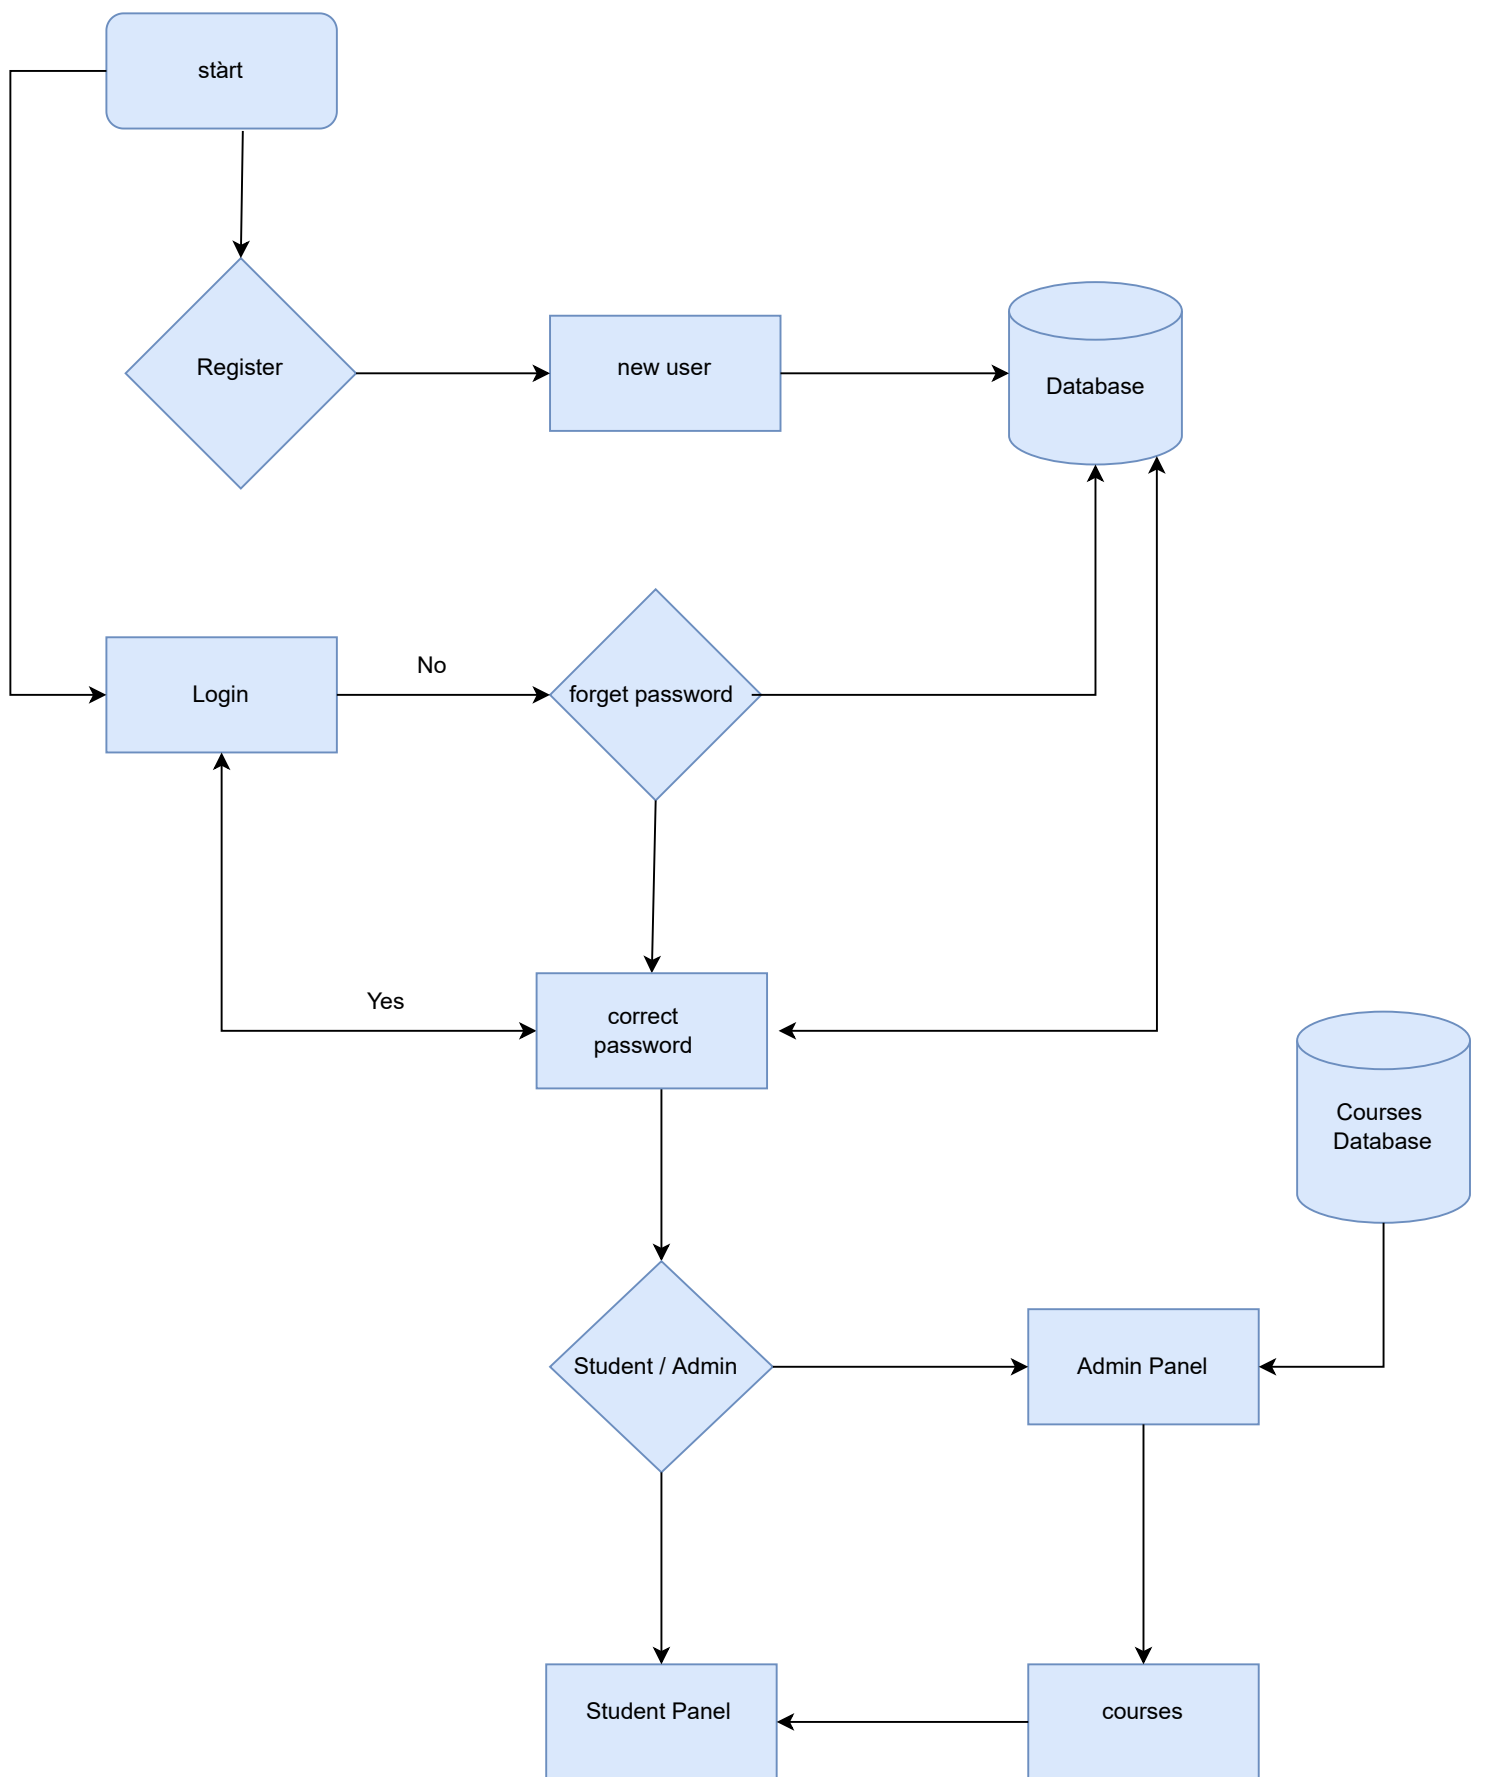 stàrt
Register
new user
Database
No
Login
forget password
Yes
correct
password
Courses
Database
Student / Admin
Admin Panel
Student Panel
courses